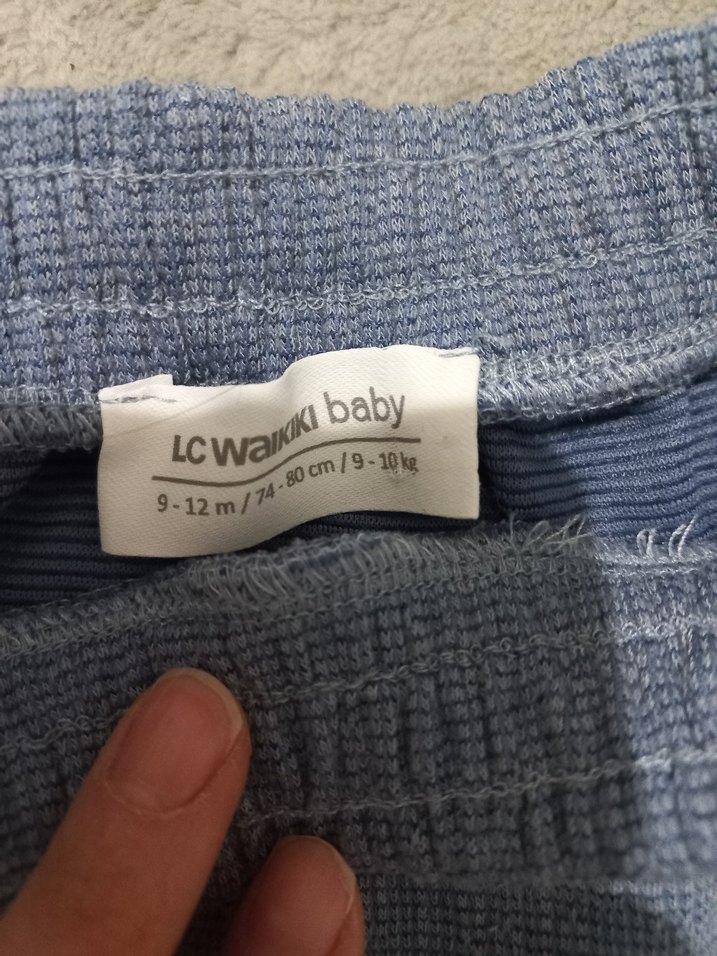 LC WAIKIKI baby
9 - 12 m / 74 - 80 cm / 9 - 10 kg